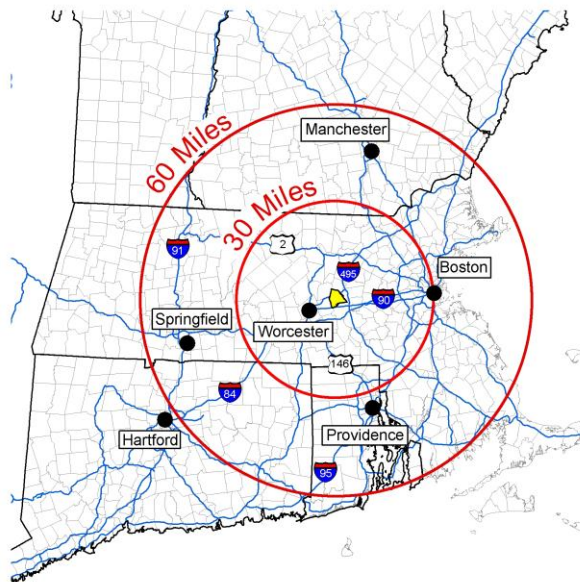 Manchester
60 Miles
30 Miles
2
91
495
Boston
90
Springfield
Worcester
146
84
Hartford
Providence
95